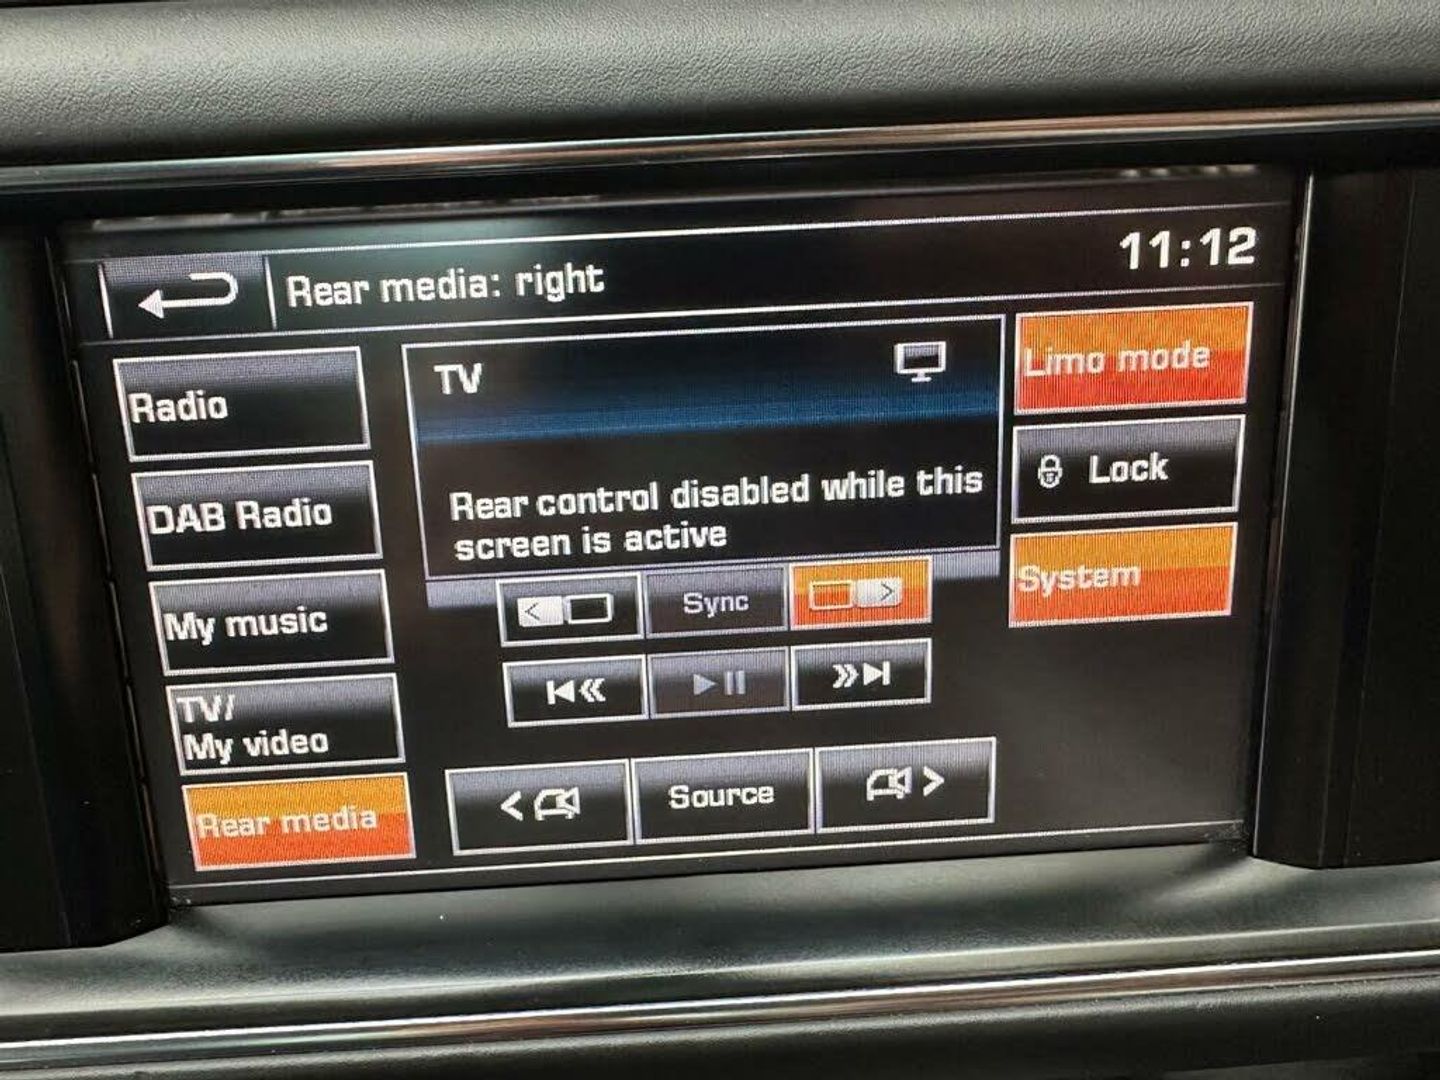 Rear media: right
11:12
Radio
DAB Radio
My music
TV/
My video
Rear media
TV
Rear control disabled while this
screen is active
Sync
Source
Limo mode
Lock
System